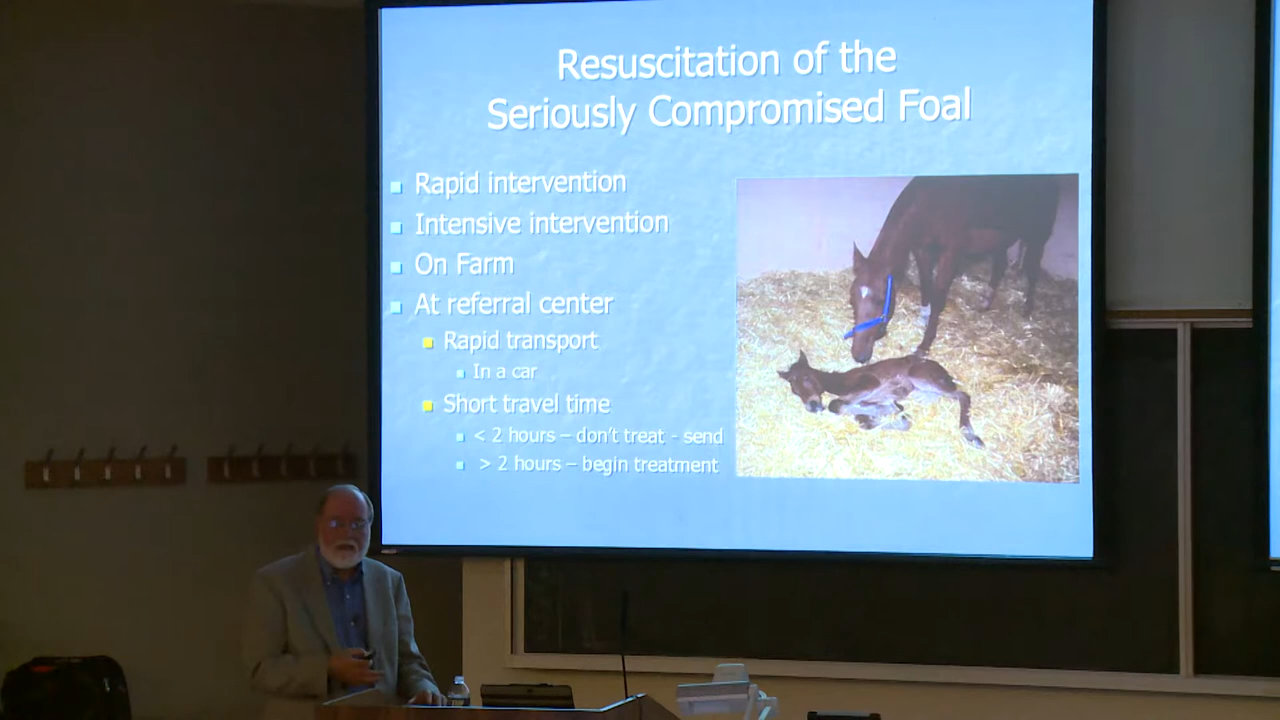 Resuscitation of the
Seriously Compromised Foal
Rapid intervention
Intensive intervention
On Farm
At referral center
Rapid transport
In a car
Short travel time
< 2 hours – don't treat - send
> 2 hours – begin treatment